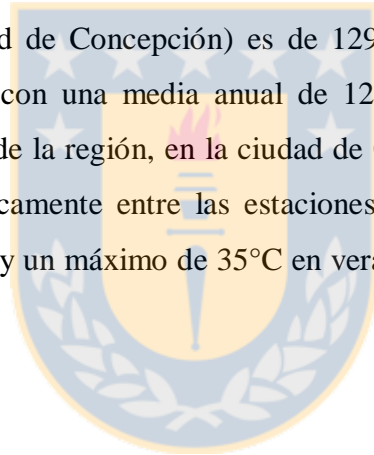 d de Concepción) es de 129
con una media anual de 12
de la región, en la ciudad de
camente entre las estaciones
y un máximo de 35°C en vera